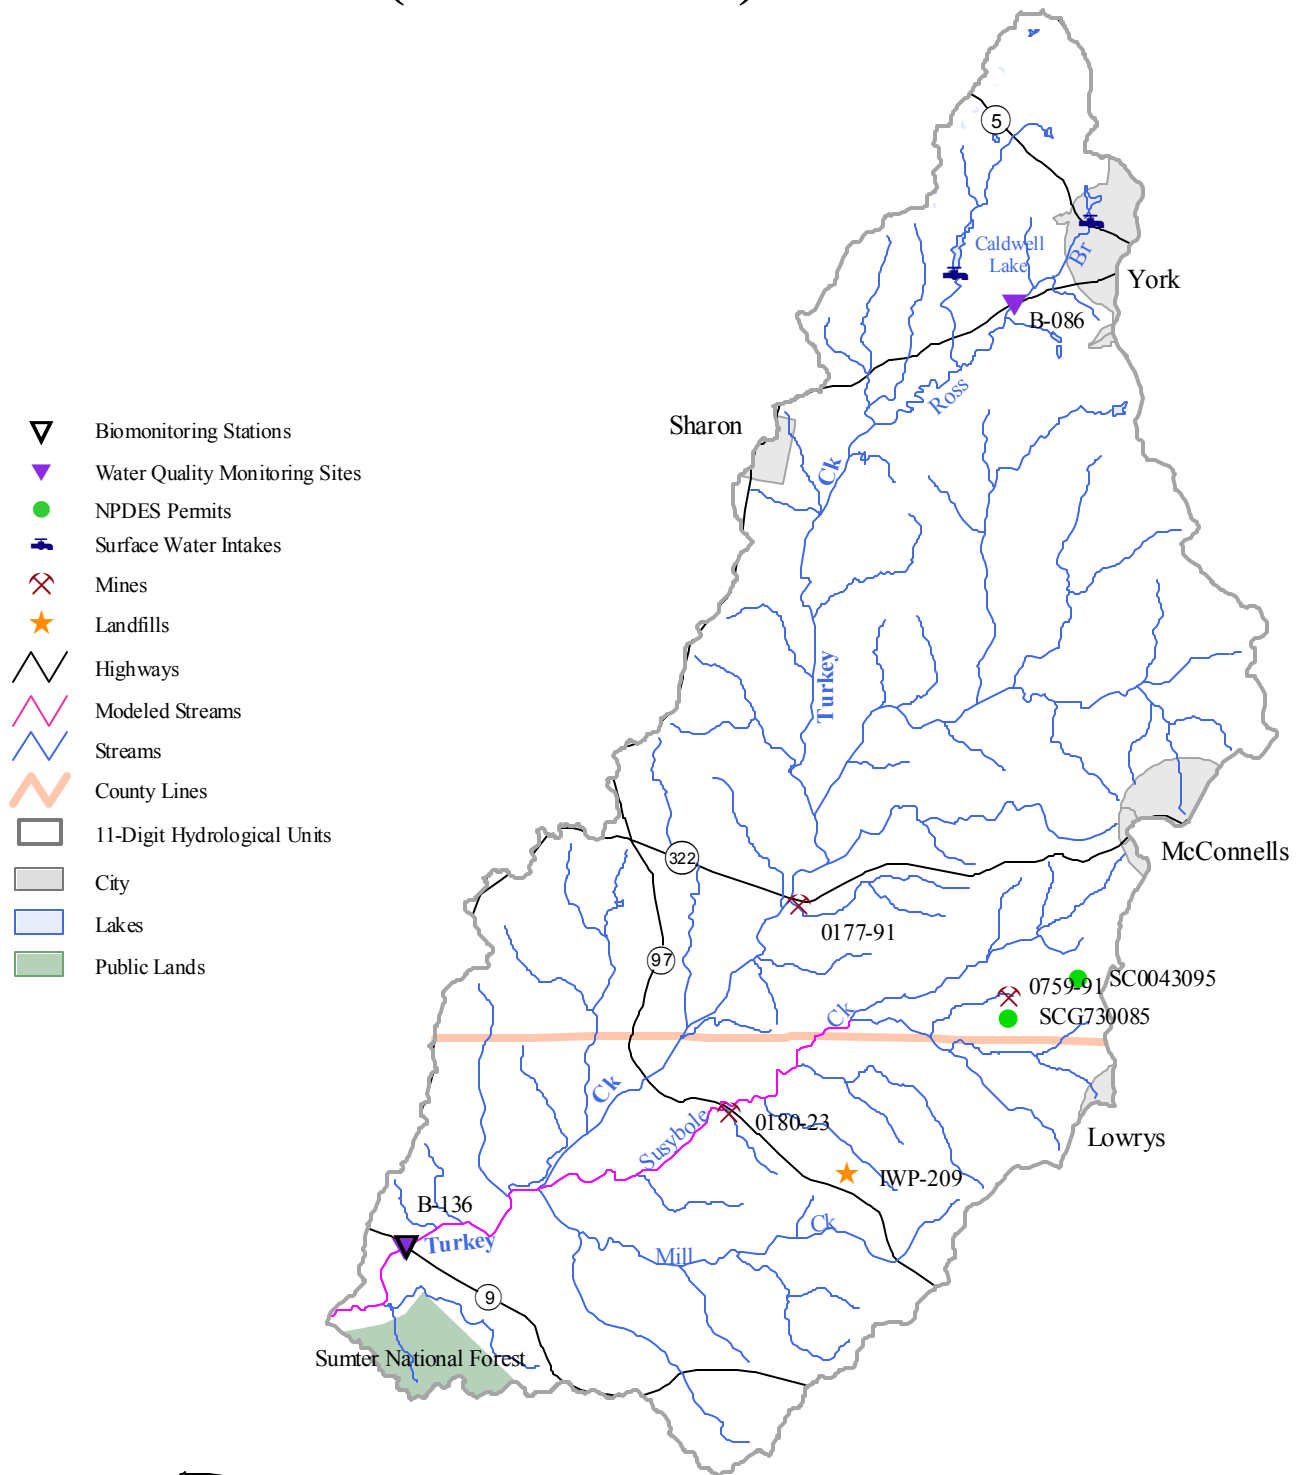 5
Caldwell
Lake
Br
York
B-086
Ross
Sharon
Ck
Biomonitoring Stations
Water Quality Monitoring Sites
NPDES Permits
Surface Water Intakes
Mines
Landfills
Highways
Modeled Streams
Streams
County Lines
11-Digit Hydrological Units
City
Lakes
Public Lands
Turkey
322
McConnells
0177-91
97
0759-91
SC0043095
SCG730085
Ck
Ck
Susybole
0180-23
Lowrys
IWP-209
B-136
Turkey
Ck
Mill
9
Sumter National Forest